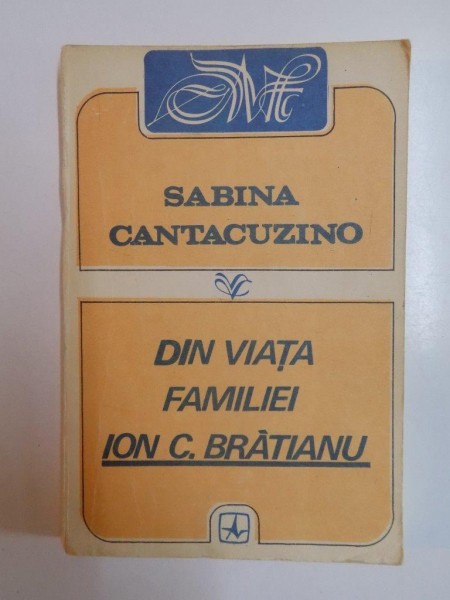 SABINA
CANTACUZINO
DIN VIAȚA
FAMILIEI
ION C. BRĂTIANU